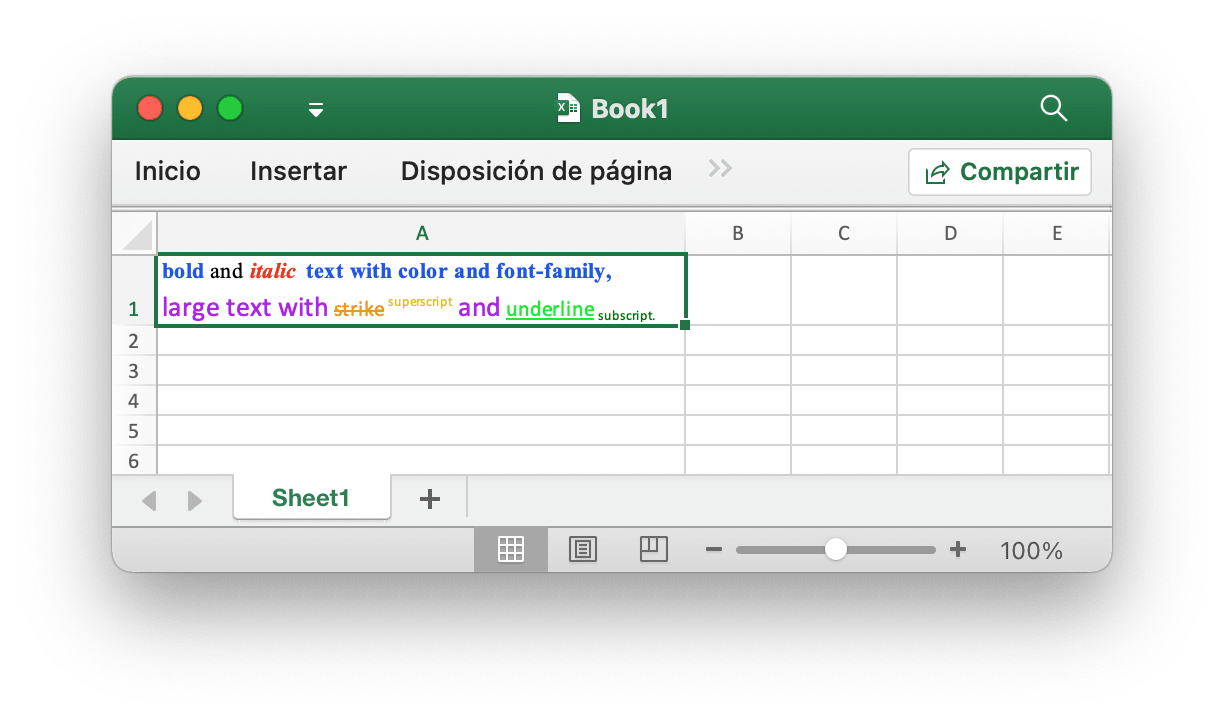 Book1
Inicio Insertar Disposición de página Compartir
A B C D E
bold and italic text with color and font-family,
1 large text with strike superscript and underline subscript.
2
3
4
5
6
Sheet1
100%